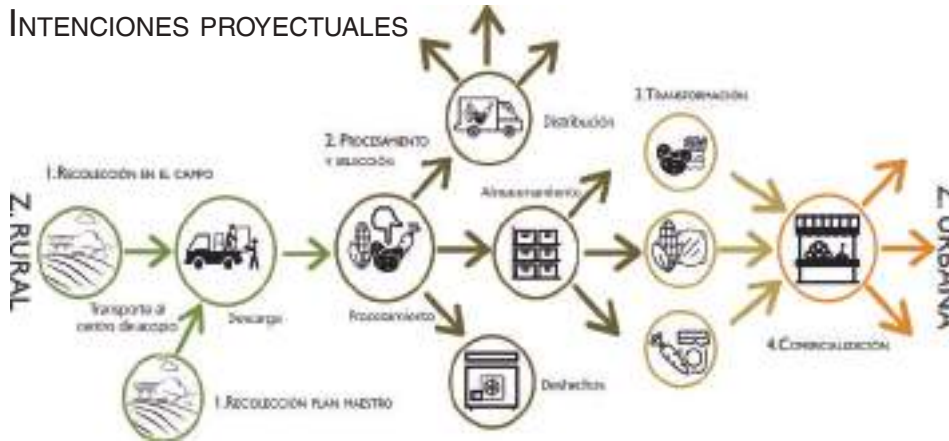 INTENCIONES PROYECTUALES
3. TRANSFORMACIÓN
Distribución
2. PROCESAMIENTO
Y SELECCIÓN
1. RECOLECCIÓN EN EL CAMPO
Almacenamiento
Z. RURAL
Z. URBANA
Transporte al
centro de acopio
Descarga
Procesamiento
4. COMERCIALIZACIÓN
Deshechos
1. RECOLECCIÓN PLAN MAESTRO